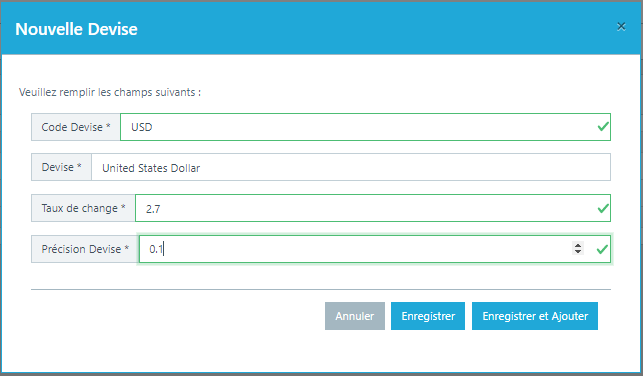 Nouvelle Devise
×
Veuillez remplir les champs suivants :
Code Devise * USD
Devise * United States Dollar
Taux de change * 2.7
Précision Devise * 0.1
Annuler Enregistrer Enregistrer et Ajouter